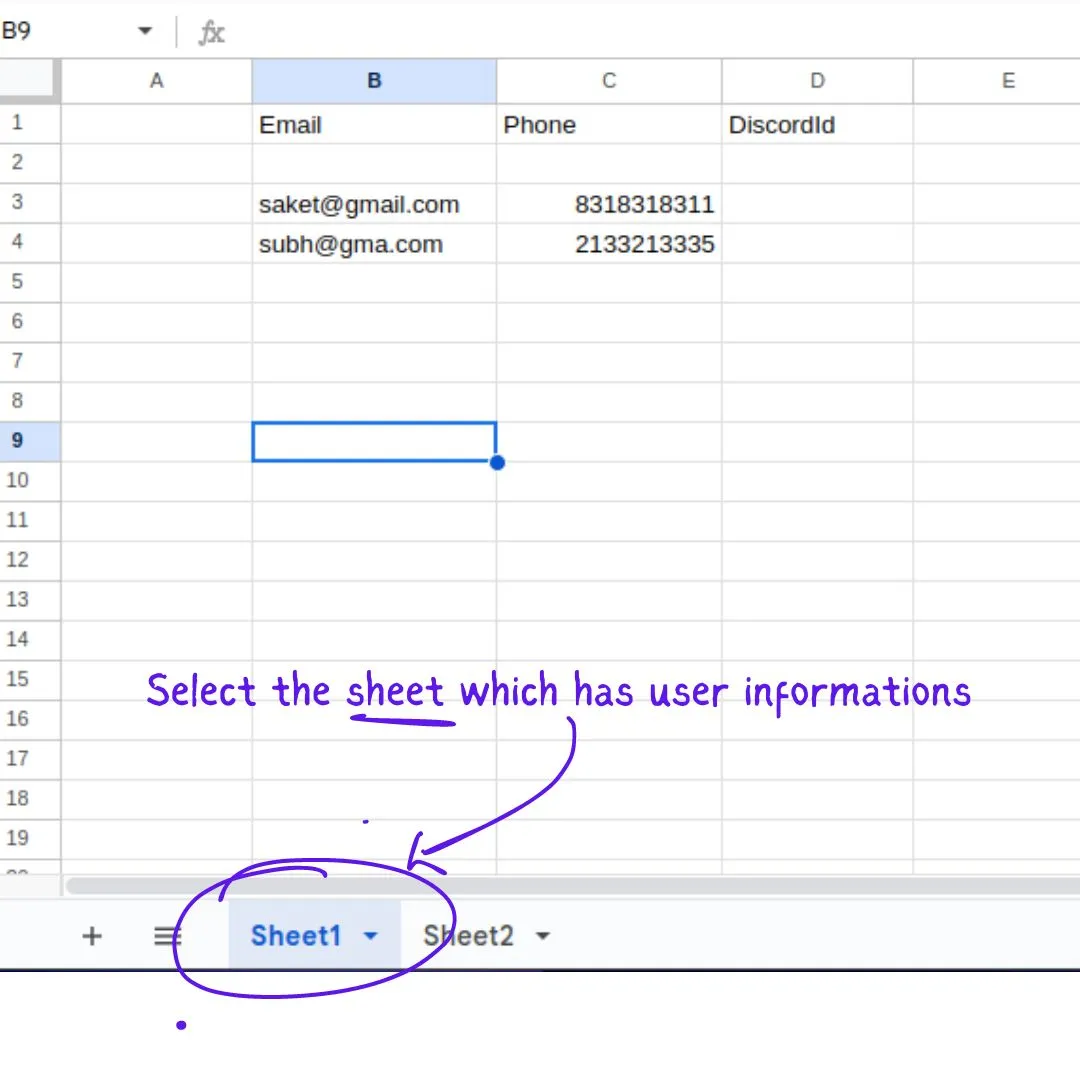 B9 fx
A B C D E
1 Email Phone DiscordId
2
3 saket@gmail.com 8318318311
4 subh@gma.com 2133213335
5
6
7
8
9
10
11
12
13
14
15
Select the sheet which has user informations
16
17
18
19
Sheet1 Sheet2